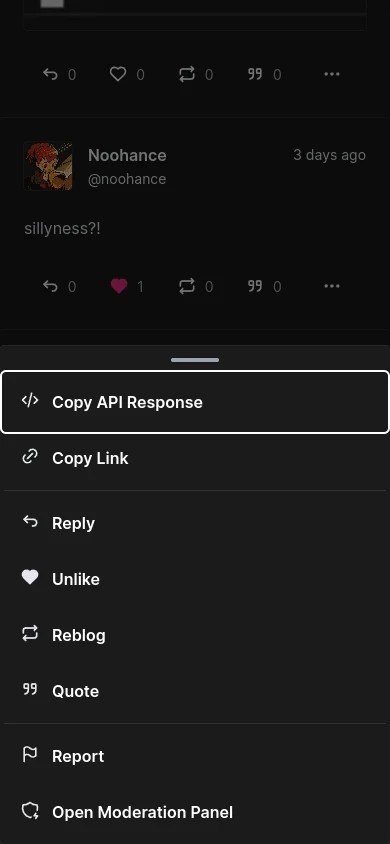 0 0 0 0
Noohance 3 days ago
@noohance
sillyness?!
0 1 0 0
Copy API Response
Copy Link
Reply
Unlike
Reblog
Quote
Report
Open Moderation Panel